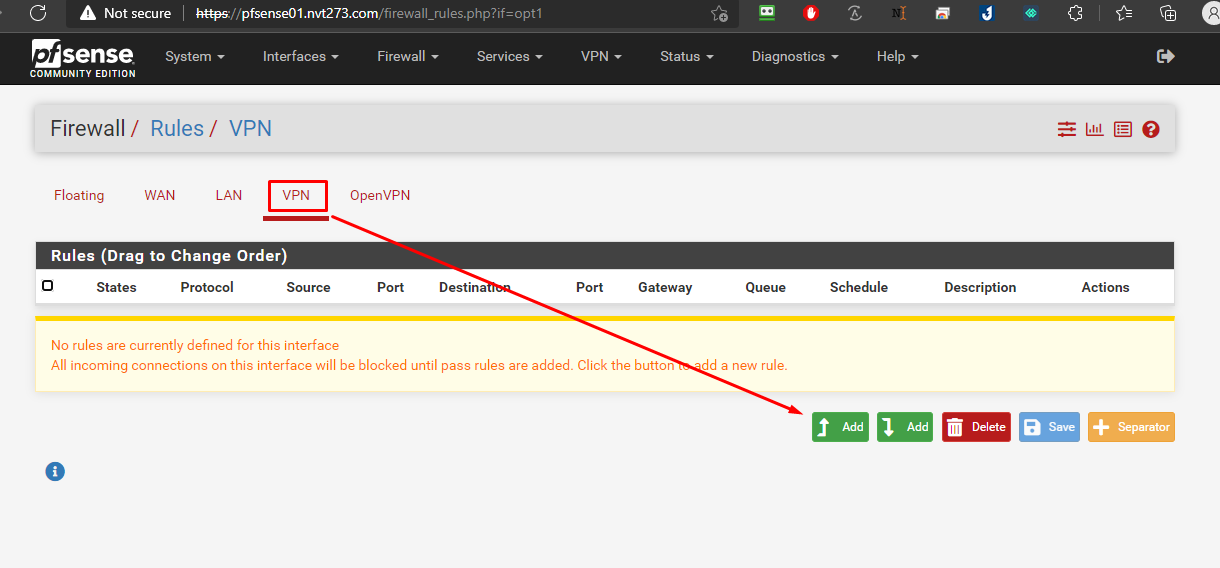 Not secure https://pfsense01.nvt273.com/firewall_rules.php?if=opt1
pfsense System Interfaces Firewall Services VPN Status Diagnostics Help
COMMUNITY EDITION
Firewall / Rules / VPN
Floating WAN LAN VPN OpenVPN
Rules (Drag to Change Order)
States Protocol Source Port Destination Port Gateway Queue Schedule Description Actions
No rules are currently defined for this interface
All incoming connections on this interface will be blocked until pass rules are added. Click the button to add a new rule.
Add Add Delete Save Separator